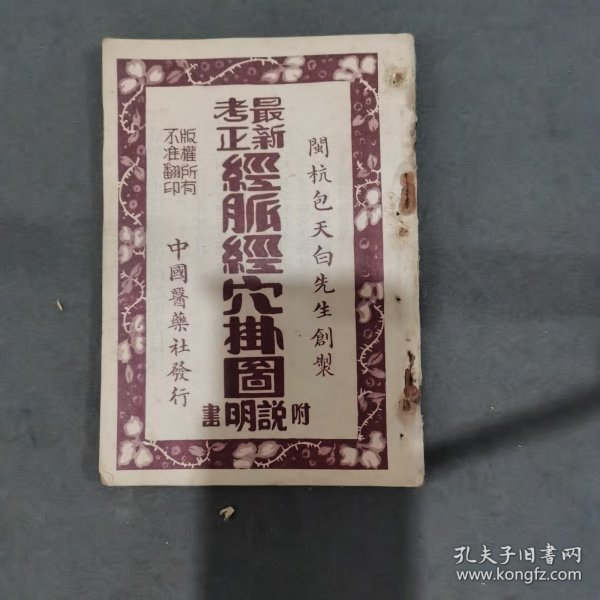 閩杭包天白先生創製
最新
考正
經脈經穴掛圖
附說明書
版權所有
不准翻印
中國醫藥社發行
孔夫子旧书网
www.kongfz.com